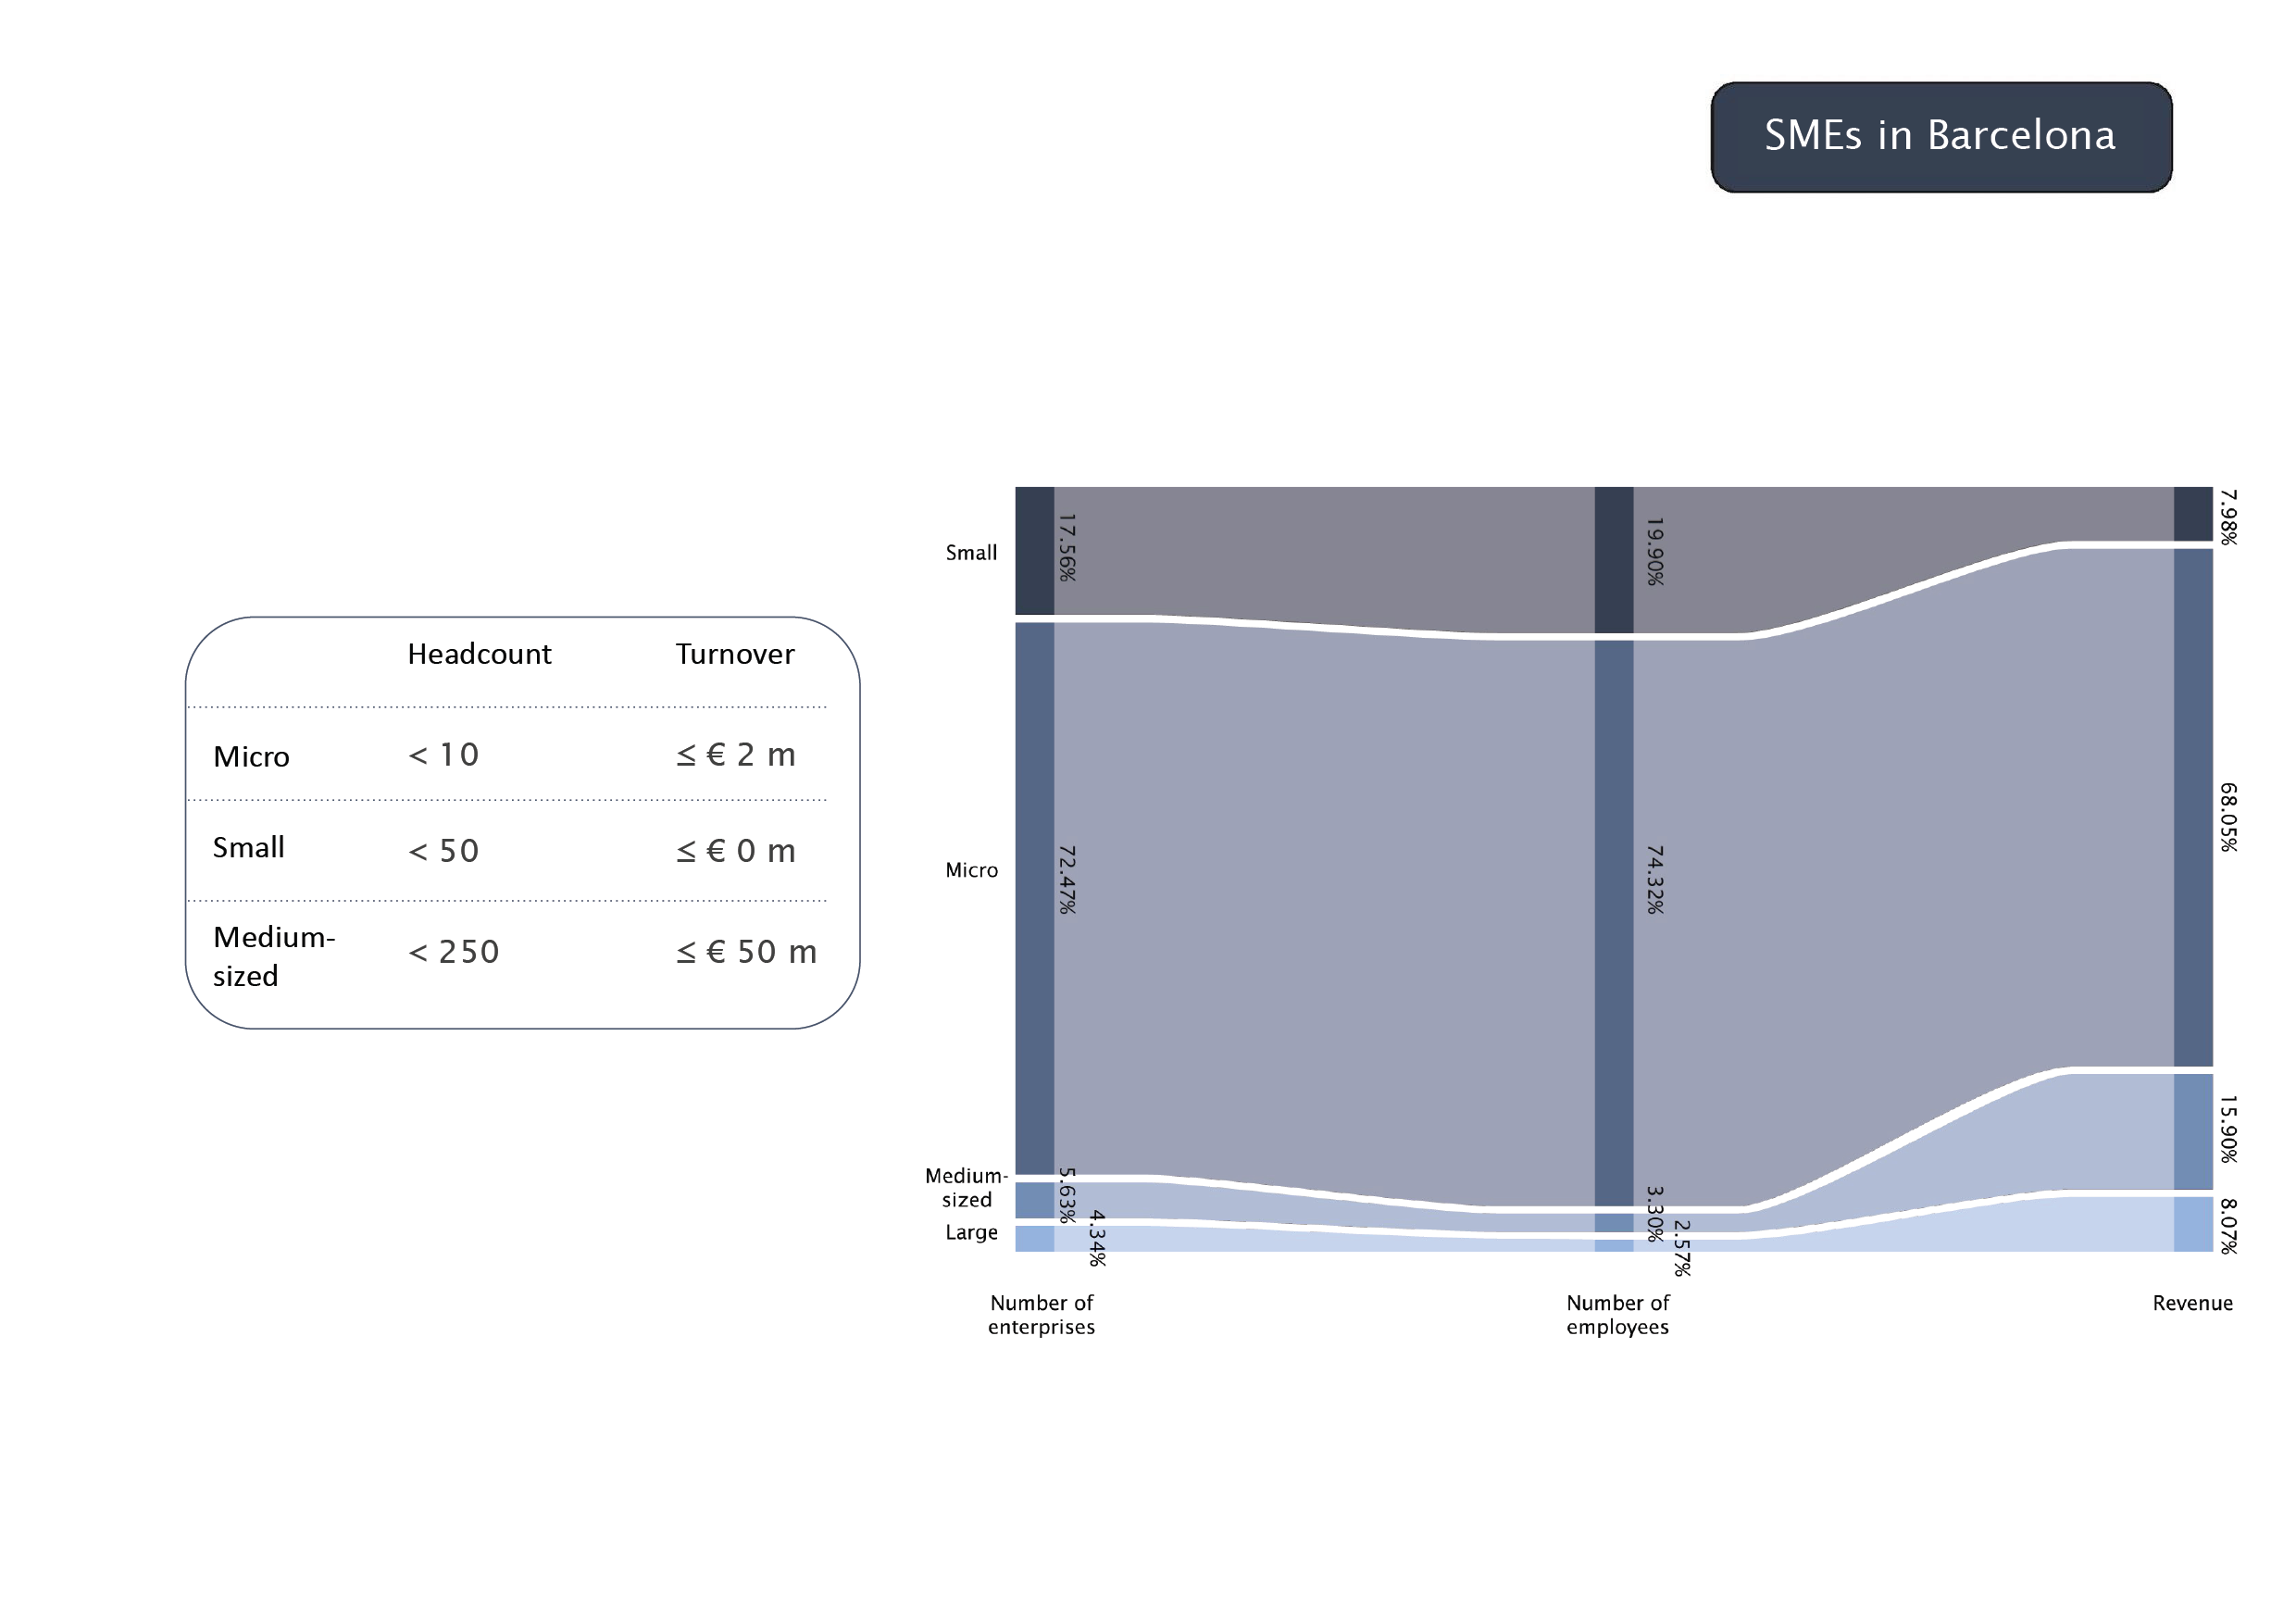 SMEs in Barcelona
Headcount Turnover
Micro < 10 ≤ € 2 m
Small < 50 ≤ € 0 m
Medium-
sized
< 250 ≤ € 50 m
Small
Micro
Medium-
sized
Large
17.56%
72.47%
5.63%
4.34%
19.90%
74.32%
3.30%
2.57%
7.98%
68.05%
15.90%
8.07%
Number of
enterprises
Number of
employees
Revenue